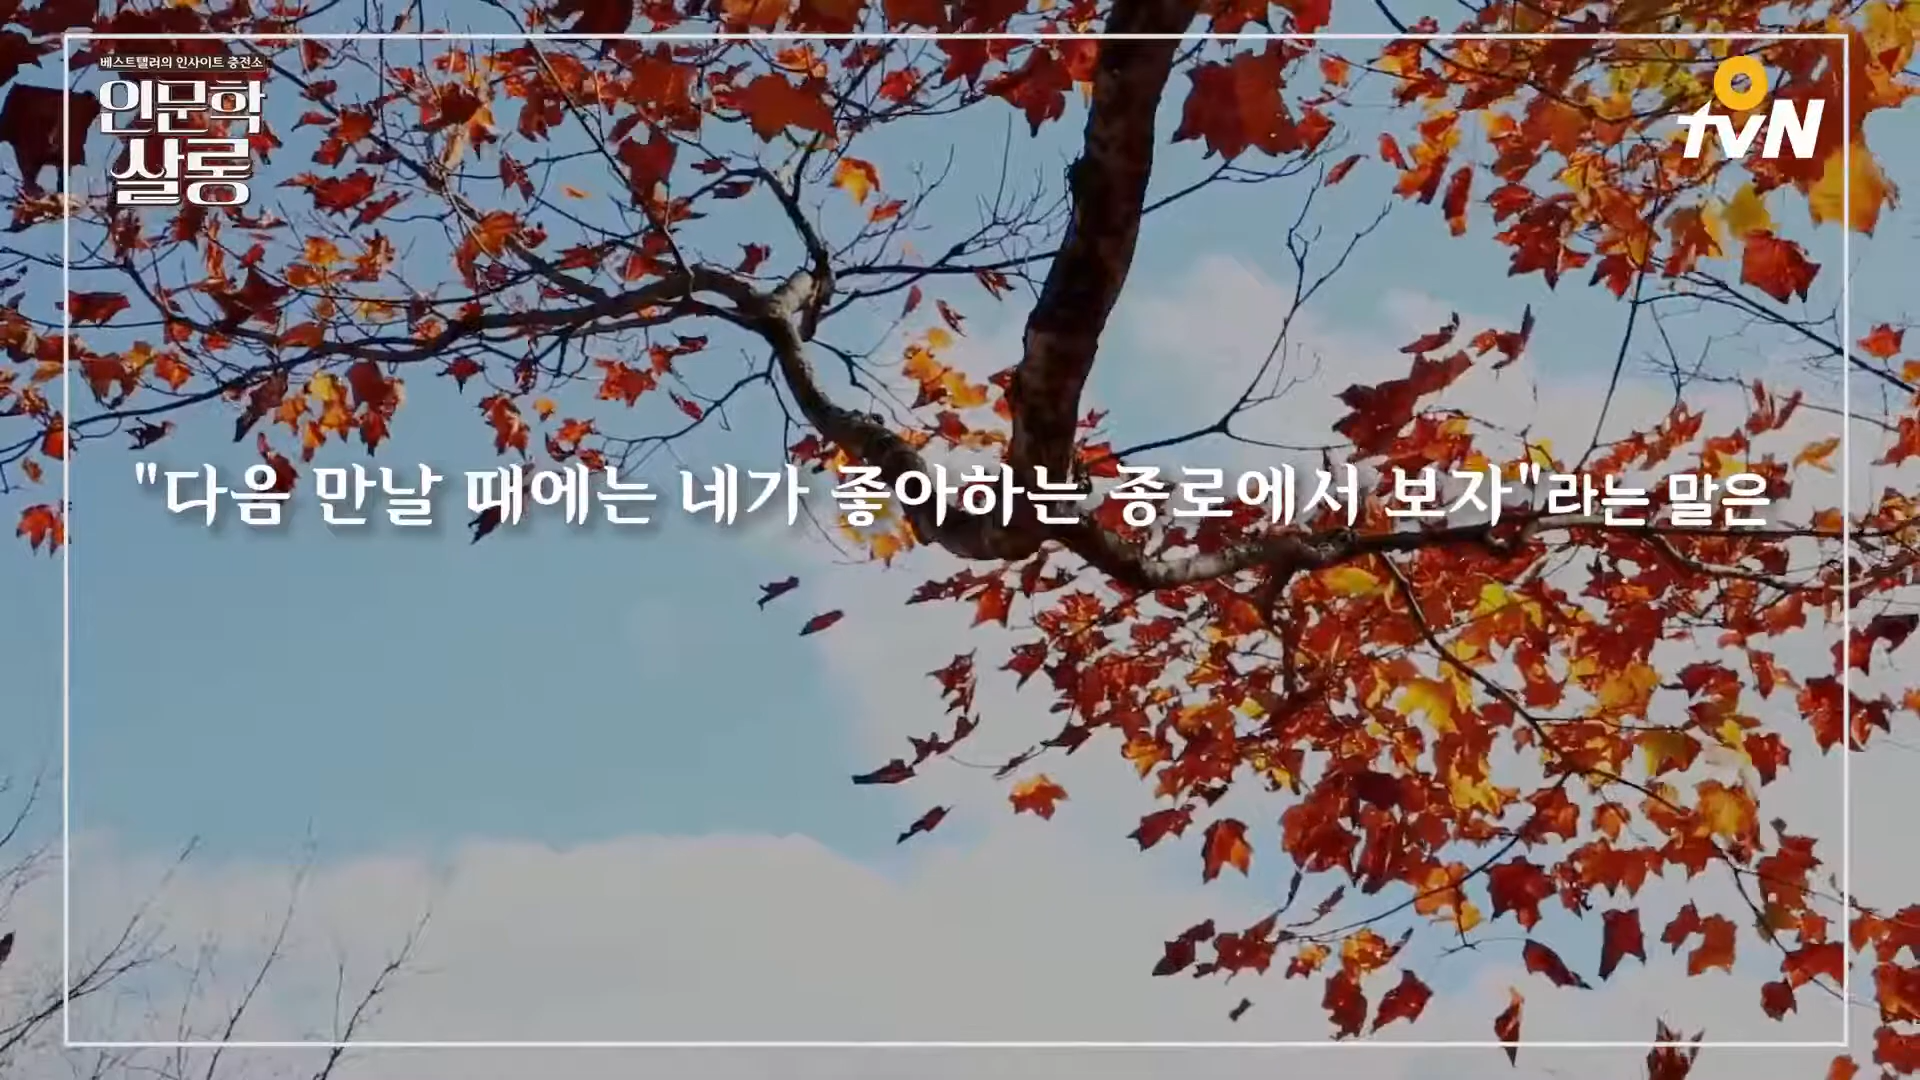 베스트텔러의 인사이트 충전소
인문학
쌀롱
O tvN
"다음 만날 때에는 네가 좋아하는 종로에서 보자"라는 말은